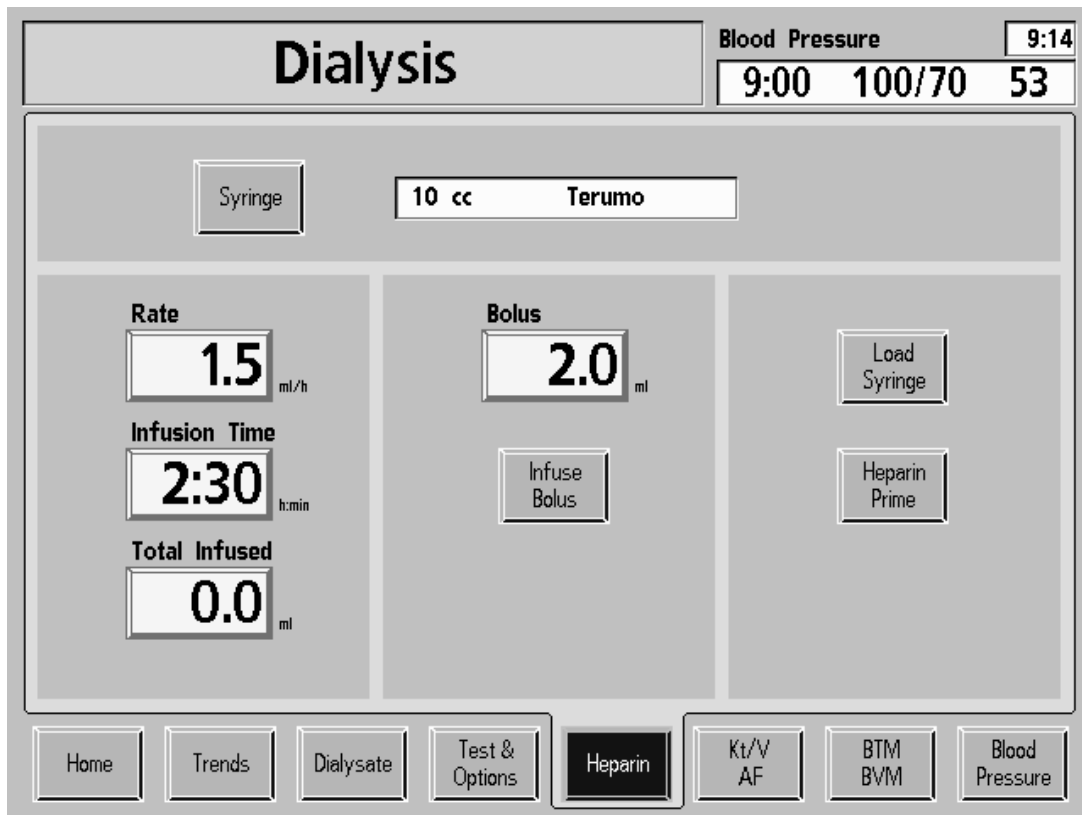 Dialysis
Blood Pressure 9:14
9:00 100/70 53
Syringe
10 cc Terumo
Rate
1.5 ml/h
Infusion Time
2:30 h:min
Total Infused
0.0 ml
Bolus
2.0 ml
Infuse
Bolus
Load
Syringe
Heparin
Prime
Home
Trends
Dialysate
Test &
Options
Heparin
Kt/V
AF
BTM
BVM
Blood
Pressure